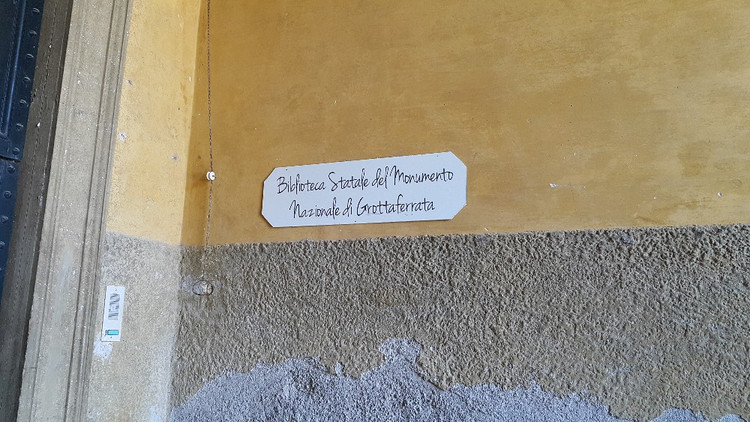 Biblioteca Statale del Monumento
Nazionale di Grottaferrata